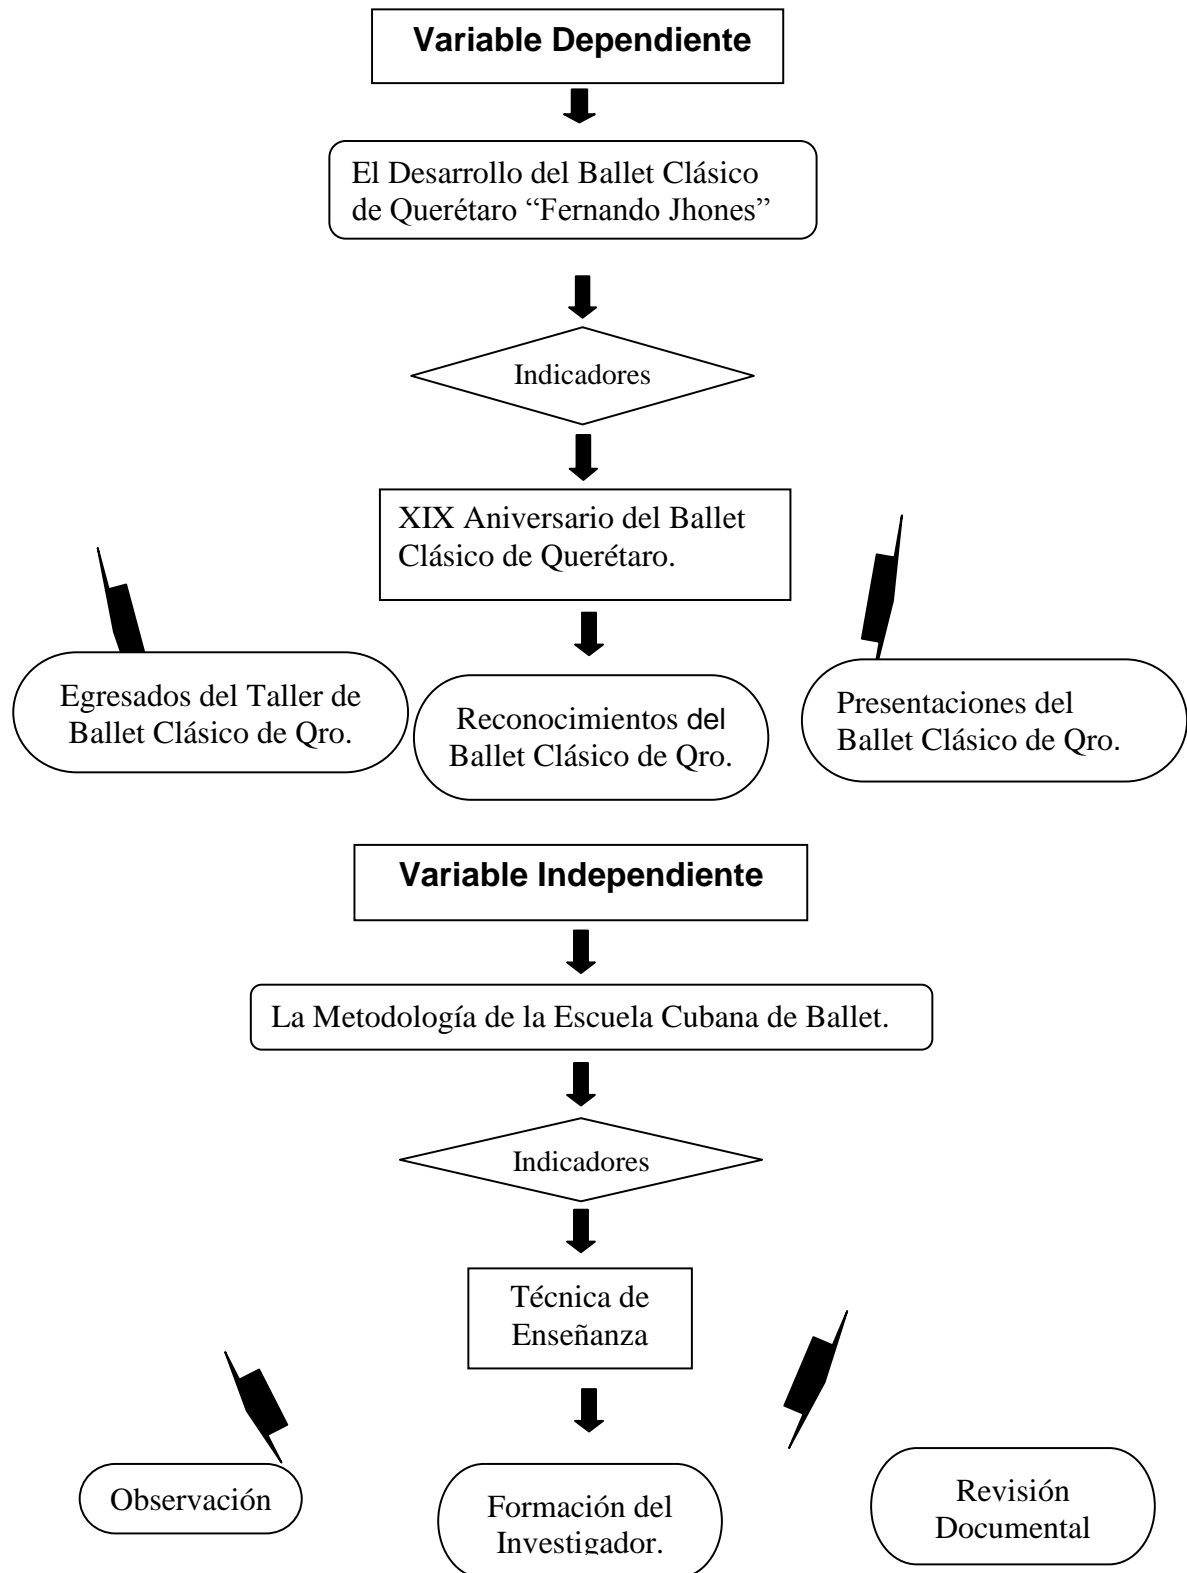 Variable Dependiente
El Desarrollo del Ballet Clásico
de Querétaro “Fernando Jhones”
Indicadores
XIX Aniversario del Ballet
Clásico de Querétaro.
Egresados del Taller de
Ballet Clásico de Qro.
Reconocimientos del
Ballet Clásico de Qro.
Presentaciones del
Ballet Clásico de Qro.
Variable Independiente
La Metodología de la Escuela Cubana de Ballet.
Indicadores
Técnica de
Enseñanza
Observación
Formación del
Investigador.
Revisión
Documental